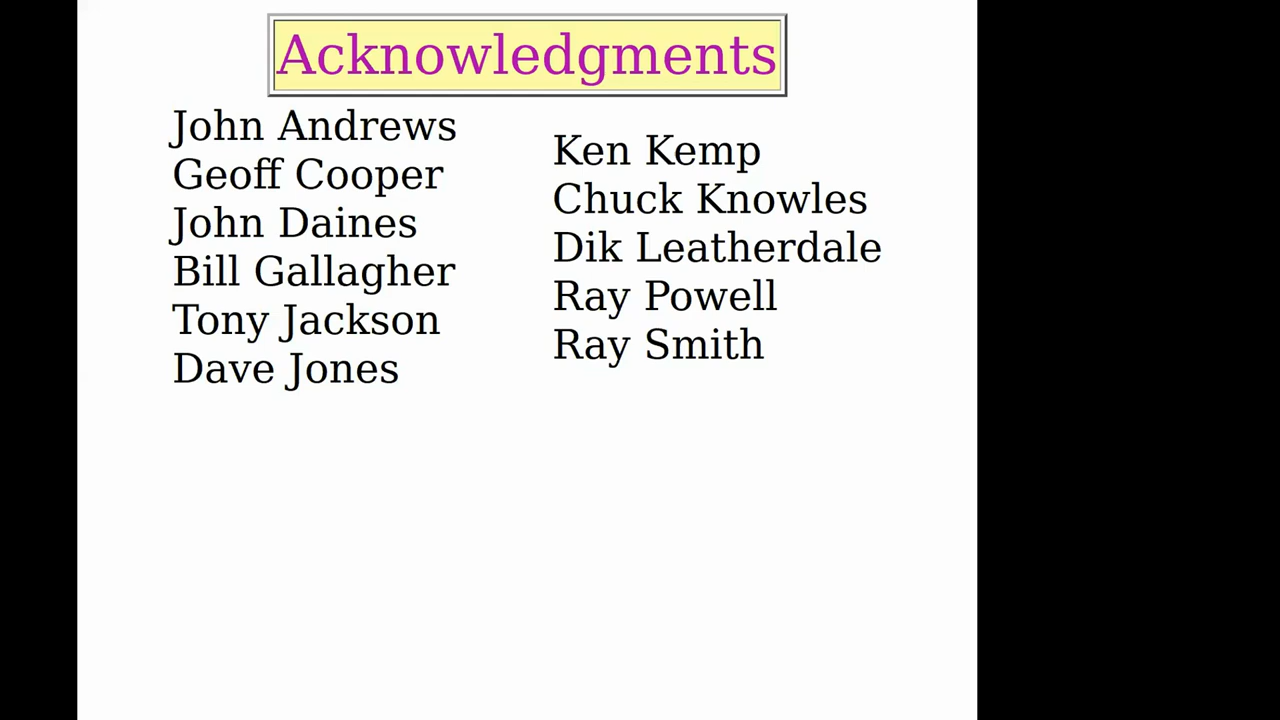 Acknowledgments
John Andrews
Geoff Cooper
John Daines
Bill Gallagher
Tony Jackson
Dave Jones
Ken Kemp
Chuck Knowles
Dik Leatherdale
Ray Powell
Ray Smith